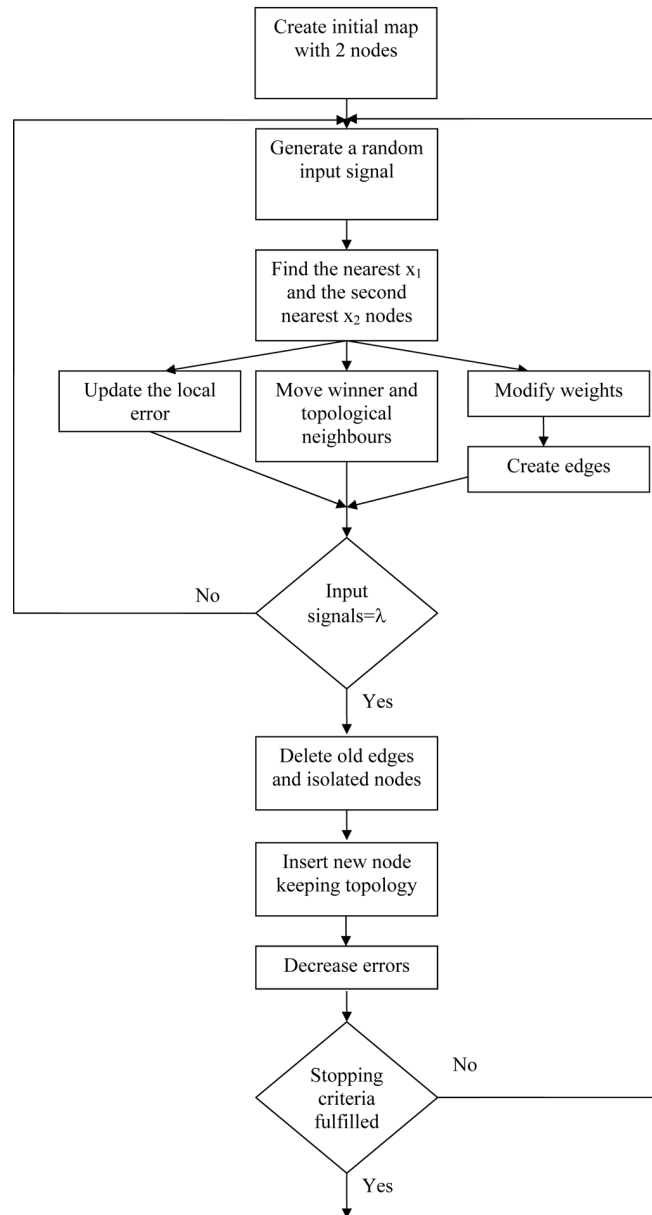 Create initial map
with 2 nodes
Generate a random
input signal
Find the nearest x₁
and the second
nearest x₂ nodes
Update the local
error
Move winner and
topological
neighbours
Modify weights
Create edges
Input
signals=λ
No
Yes
Delete old edges
and isolated nodes
Insert new node
keeping topology
Decrease errors
Stopping
criteria
fulfilled
No
Yes